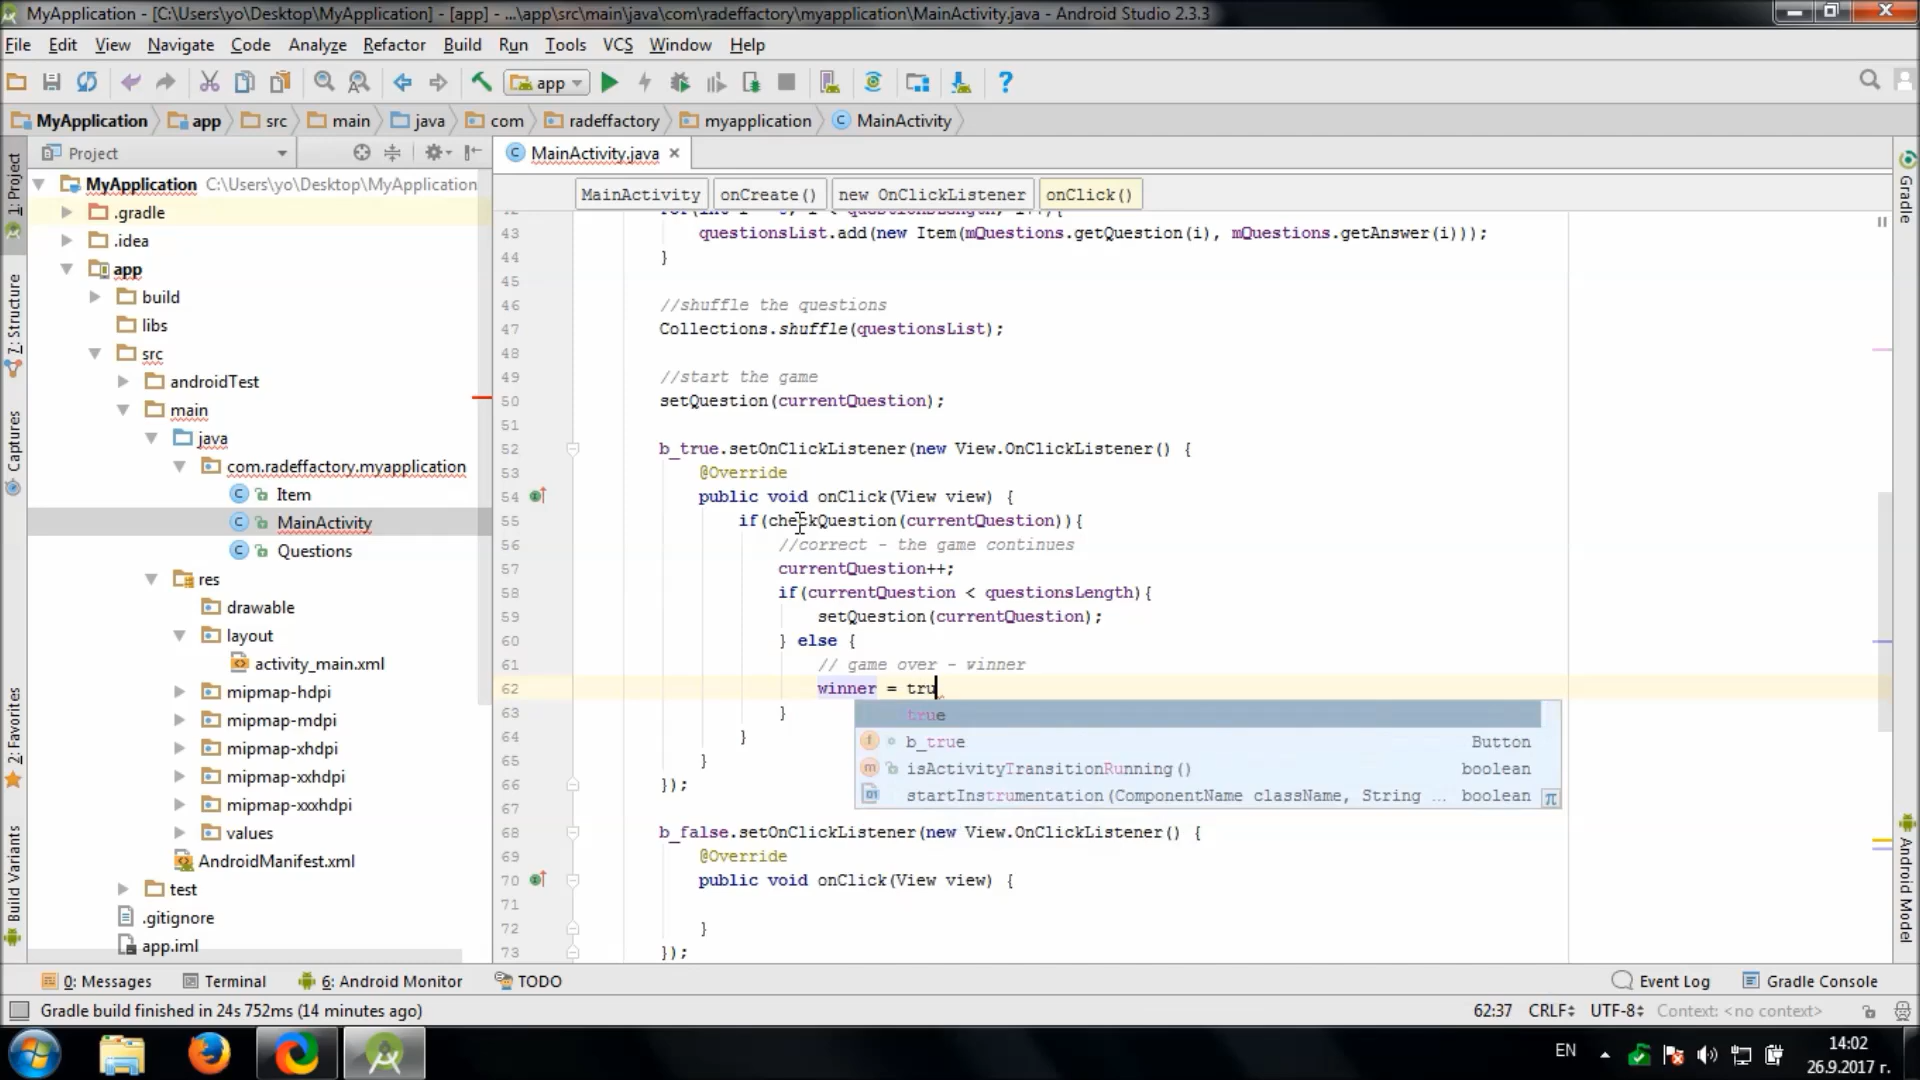 MyApplication - [C:\Users\yo\Desktop\MyApplication] - [app] - ...\app\src\main\java\com\radeffactory\myapplication\MainActivity.java - Android Studio 2.3.3
File Edit View Navigate Code Analyze Refactor Build Run Tools VCS Window Help
app
MyApplication app src main java com radeffactory myapplication MainActivity
Project
MainActivity.java
1: Project
7: Structure
Captures
Build Variants
2: Favorites
MyApplication C:\Users\yo\Desktop\MyApplication
.gradle
.idea
app
build
libs
src
androidTest
main
java
com.radeffactory.myapplication
Item
MainActivity
Questions
res
drawable
layout
activity_main.xml
mipmap-hdpi
mipmap-mdpi
mipmap-xhdpi
mipmap-xxhdpi
mipmap-xxxhdpi
values
AndroidManifest.xml
test
.gitignore
app.iml
MainActivity onCreate() new OnClickListener onClick()
43 questionsList.add(new Item(mQuestions.getQuestion(i), mQuestions.getAnswer(i)));
44 }
45
46 //shuffle the questions
47 Collections.shuffle(questionsList);
48
49 //start the game
50 setQuestion(currentQuestion);
51
52 b_true.setOnClickListener(new View.OnClickListener() {
53 @Override
54 public void onClick(View view) {
55 if(checkQuestion(currentQuestion)){
56 //correct - the game continues
57 currentQuestion++;
58 if(currentQuestion < questionsLength){
59 setQuestion(currentQuestion);
60 } else {
61 // game over - winner
62 winner = tru
63 }
64 }
65 }
66 });
67
68 b_false.setOnClickListener(new View.OnClickListener() {
69 @Override
70 public void onClick(View view) {
71
72 }
73 });
true
b_true Button
isActivityTransitionRunning() boolean
startInstrumentation(ComponentName className, String ... boolean π
Gradle
Android Model
0: Messages Terminal 6: Android Monitor TODO Event Log Gradle Console
Gradle build finished in 24s 752ms (14 minutes ago) 62:37 CRLF UTF-8 Context: <no context>
EN
14:02
26.9.2017 г.